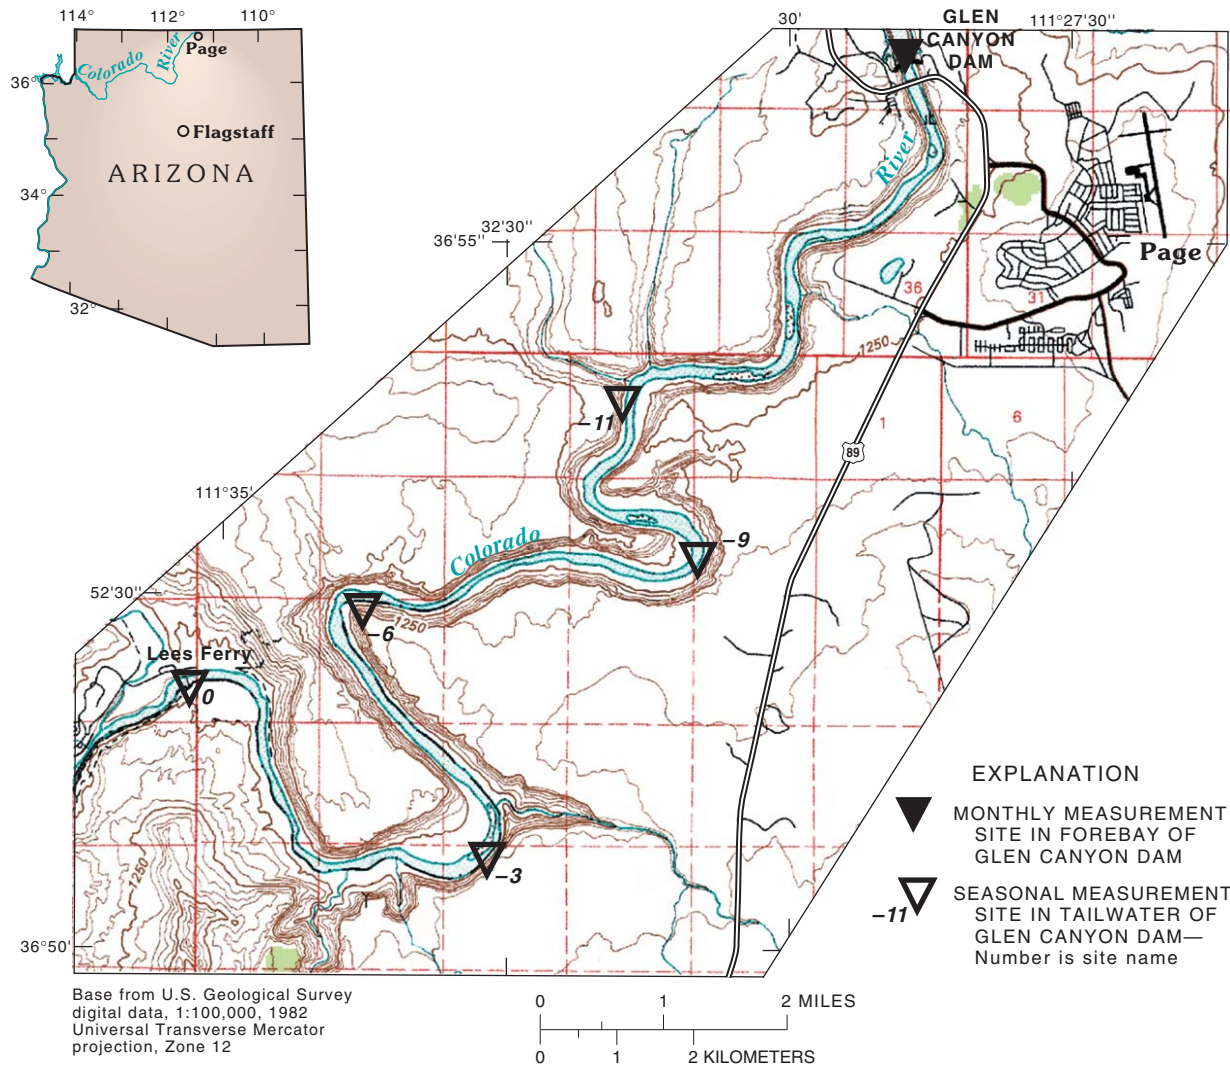 114°
112°
110°
Page
Colorado
River
36°
Flagstaff
ARIZONA
34°
32°
30'
GLEN
CANYON
DAM
111°27'30"
River
32'30"
36°55"
Page
36
31
1250
-11
1
6
89
111°35'
-9
Colorado
52'30"
-6
1250
Lees Ferry
0
-3
1250
36°50'
EXPLANATION
MONTHLY MEASUREMENT
SITE IN FOREBAY OF
GLEN CANYON DAM
-11
SEASONAL MEASUREMENT
SITE IN TAILWATER OF
GLEN CANYON DAM—
Number is site name
Base from U.S. Geological Survey
digital data, 1:100,000, 1982
Universal Transverse Mercator
projection, Zone 12
0 1 2 MILES
0 1 2 KILOMETERS